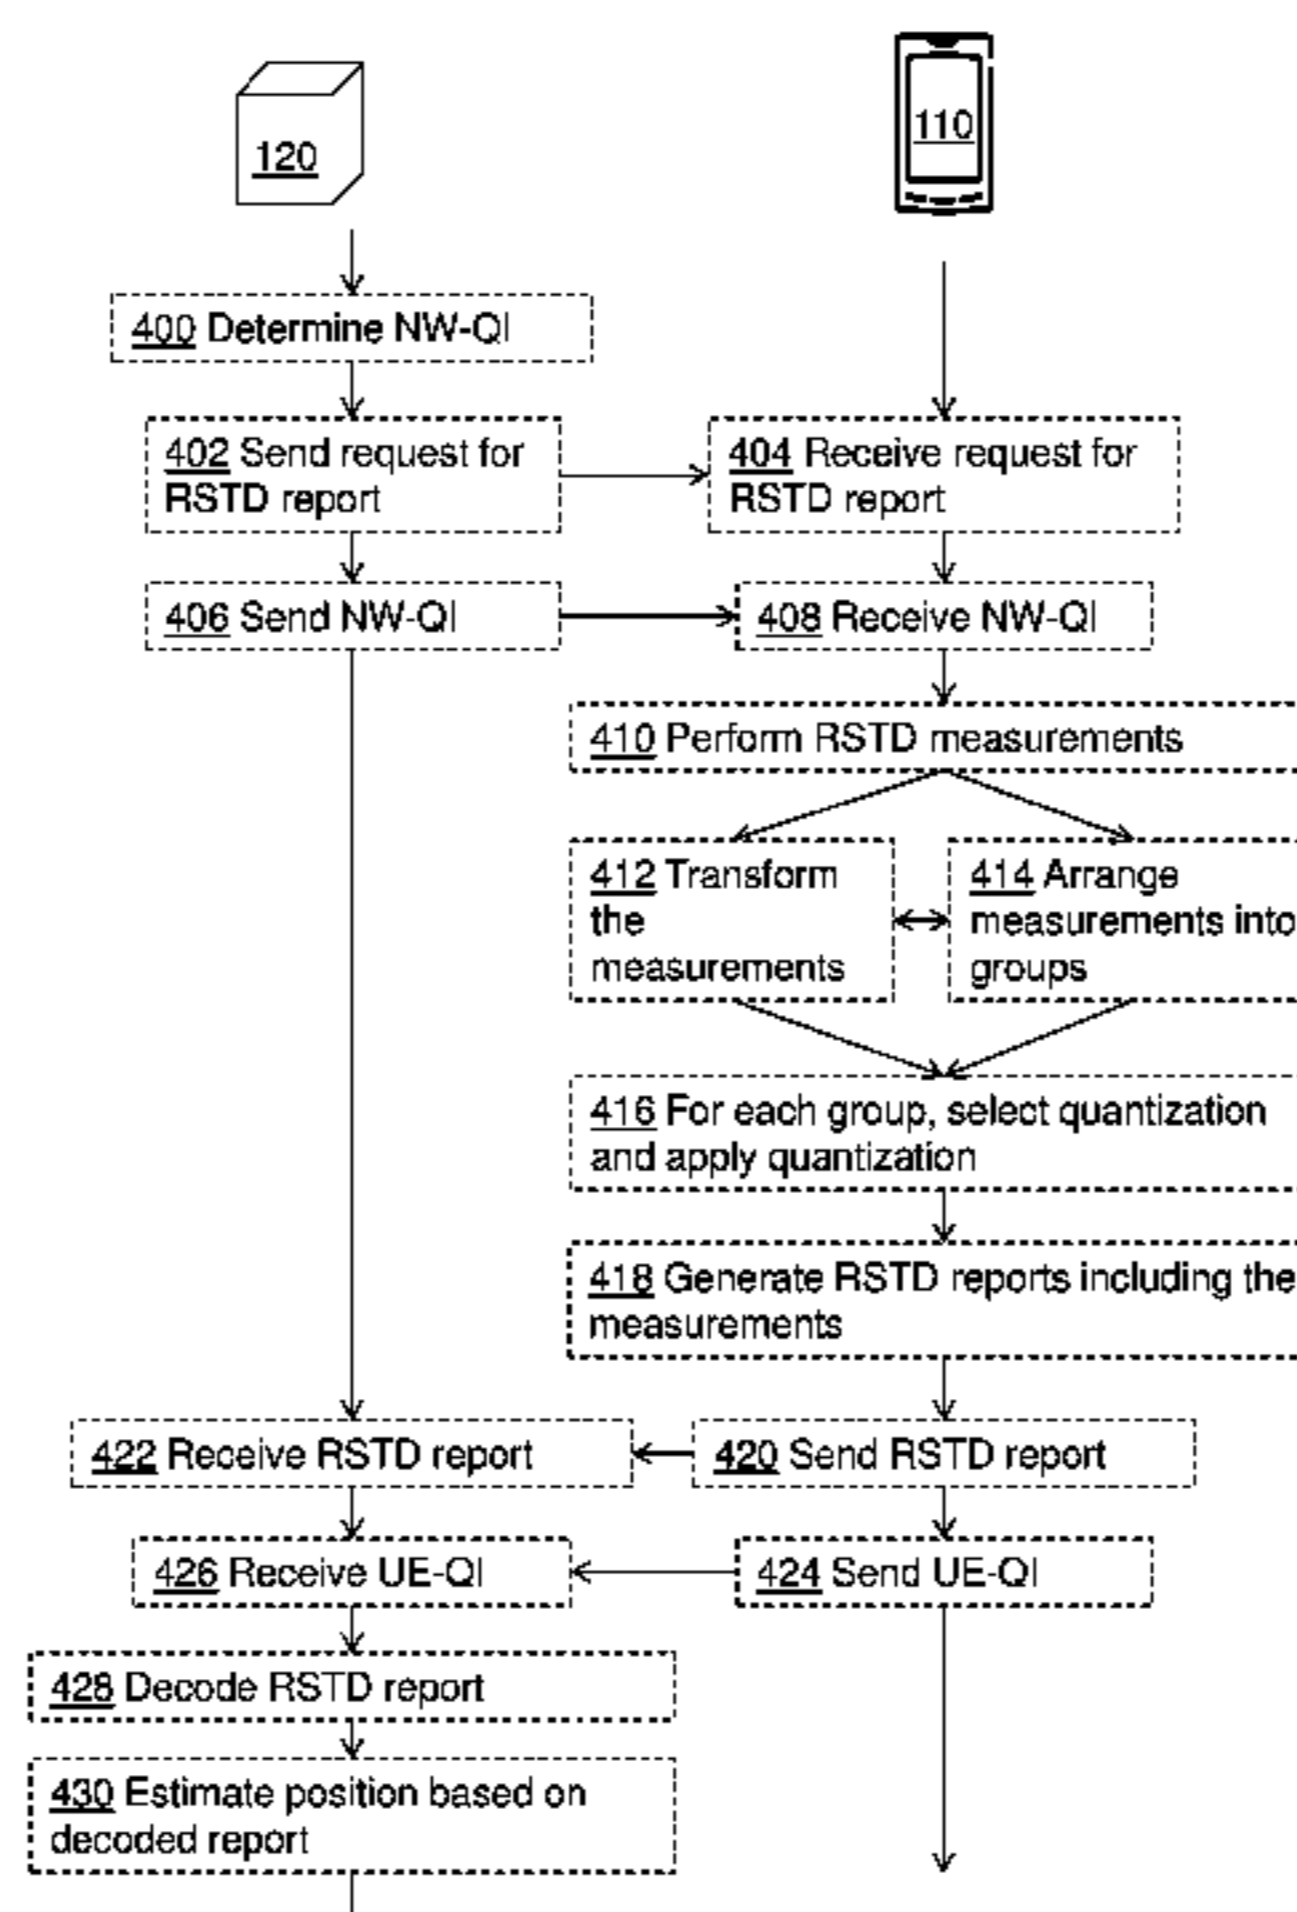 120
110
400 Determine NW-QI
402 Send request for
RSTD report
404 Receive request for
RSTD report
406 Send NW-QI
408 Receive NW-QI
410 Perform RSTD measurements
412 Transform
the
measurements
414 Arrange
measurements into
groups
416 For each group, select quantization
and apply quantization
418 Generate RSTD reports including the
measurements
422 Receive RSTD report
420 Send RSTD report
426 Receive UE-QI
424 Send UE-QI
428 Decode RSTD report
430 Estimate position based on
decoded report